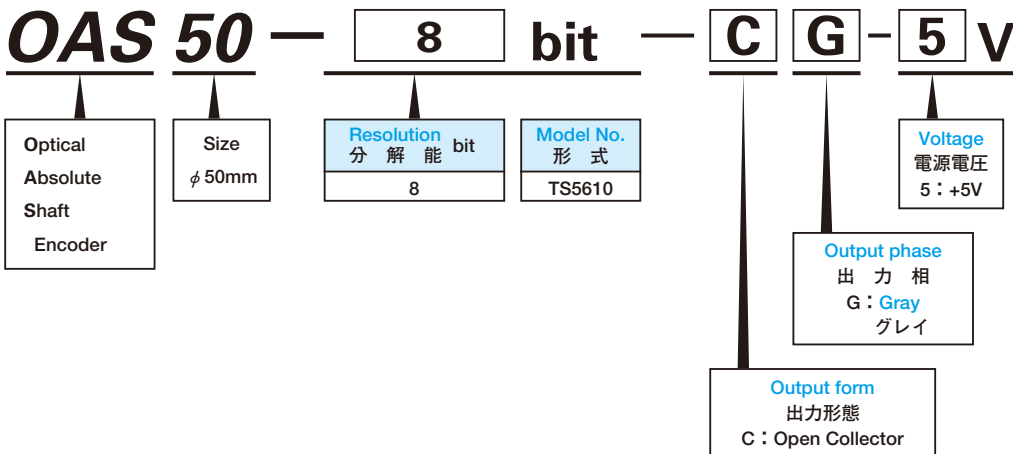 OAS 50 — 8 bit — C G - 5 V
Optical
Absolute
Shaft
Encoder
Size
φ 50mm
Resolution
分 解 能 bit
8
Model No.
形 式
TS5610
Voltage
電源電圧
5：+5V
Output phase
出 力 相
G：Gray
グレイ
Output form
出力形態
C：Open Collector